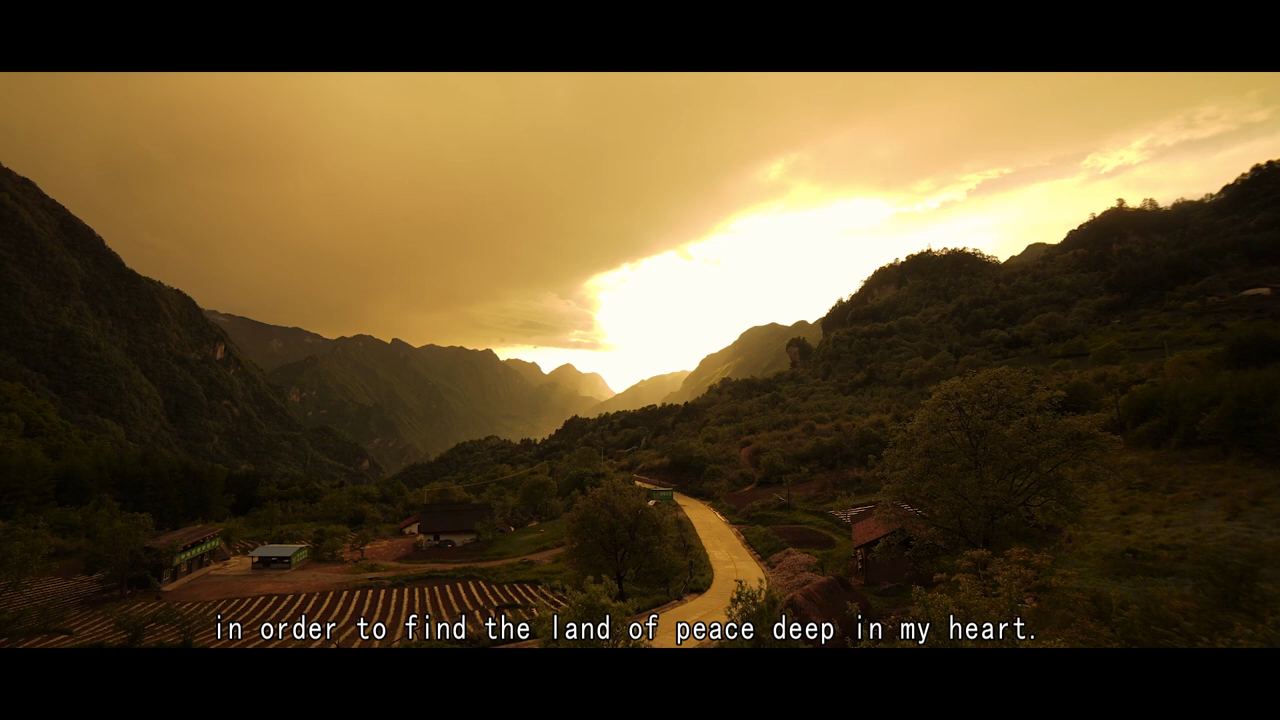 in order to find the land of peace deep in my heart.